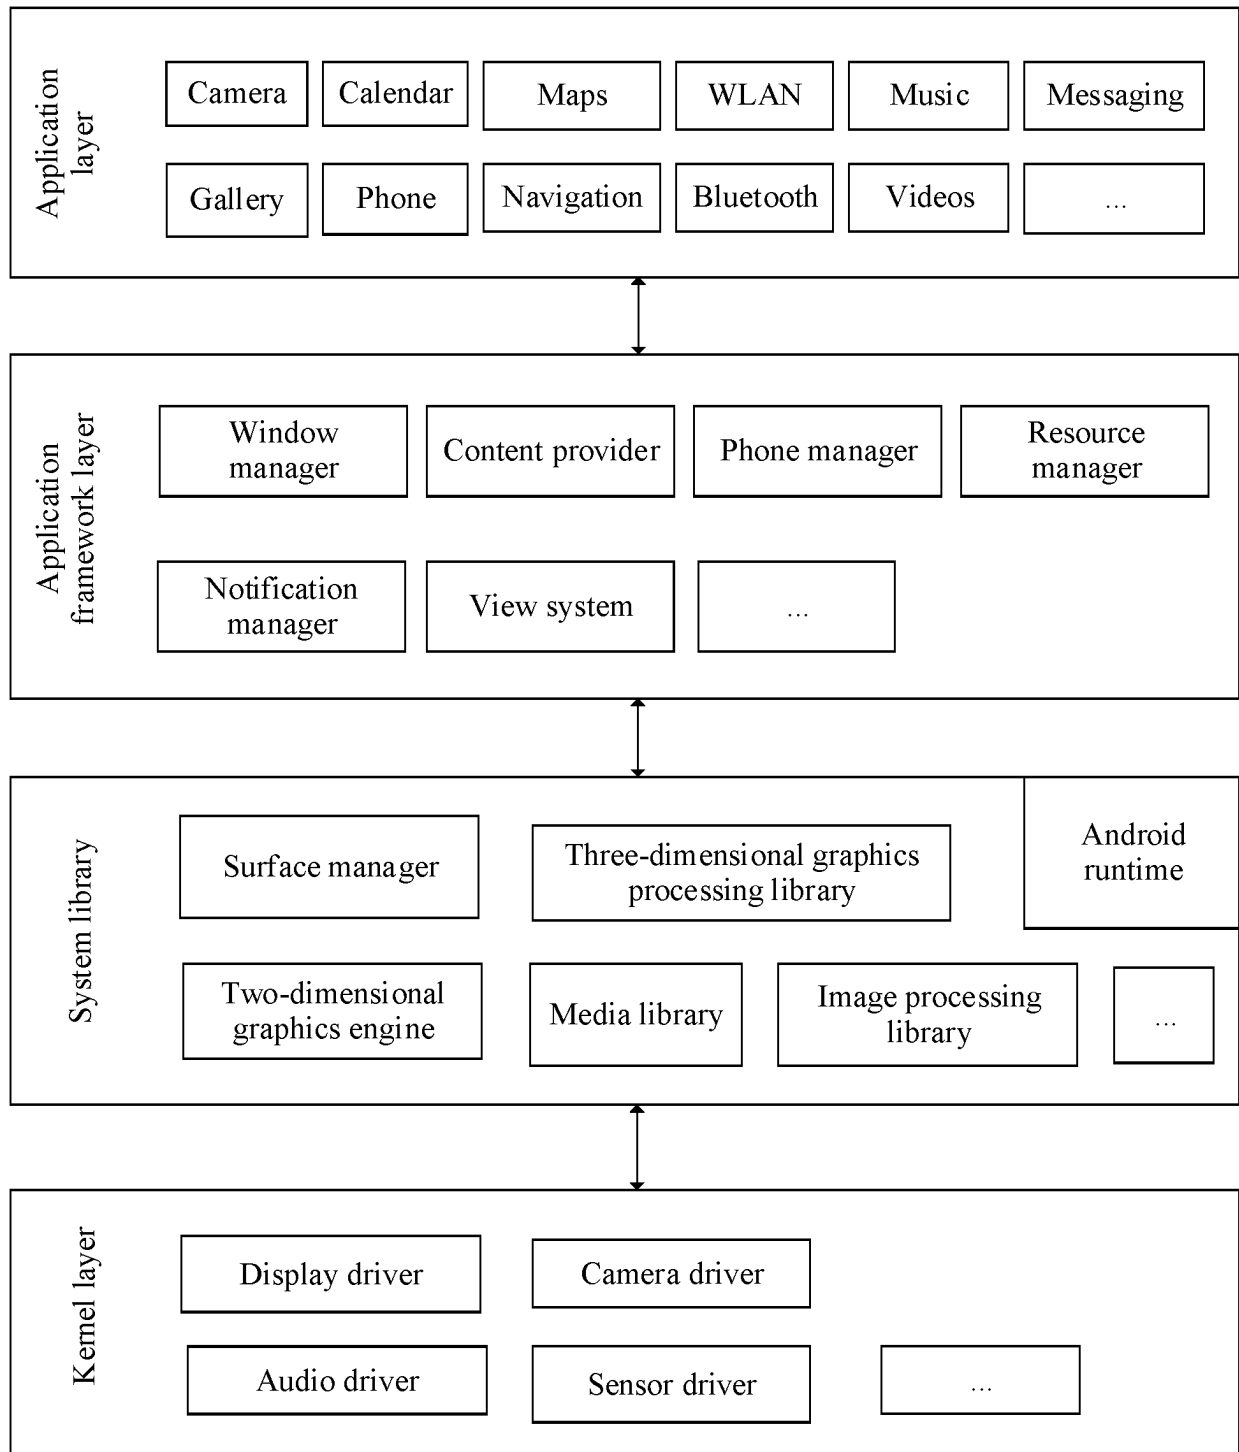 Application
layer
Camera
Calendar
Maps
WLAN
Music
Messaging
Gallery
Phone
Navigation
Bluetooth
Videos
...
Application
framework layer
Window
manager
Content provider
Phone manager
Resource
manager
Notification
manager
View system
...
System library
Surface manager
Three-dimensional graphics
processing library
Android
runtime
Two-dimensional
graphics engine
Media library
Image processing
library
...
Kernel layer
Display driver
Camera driver
Audio driver
Sensor driver
...